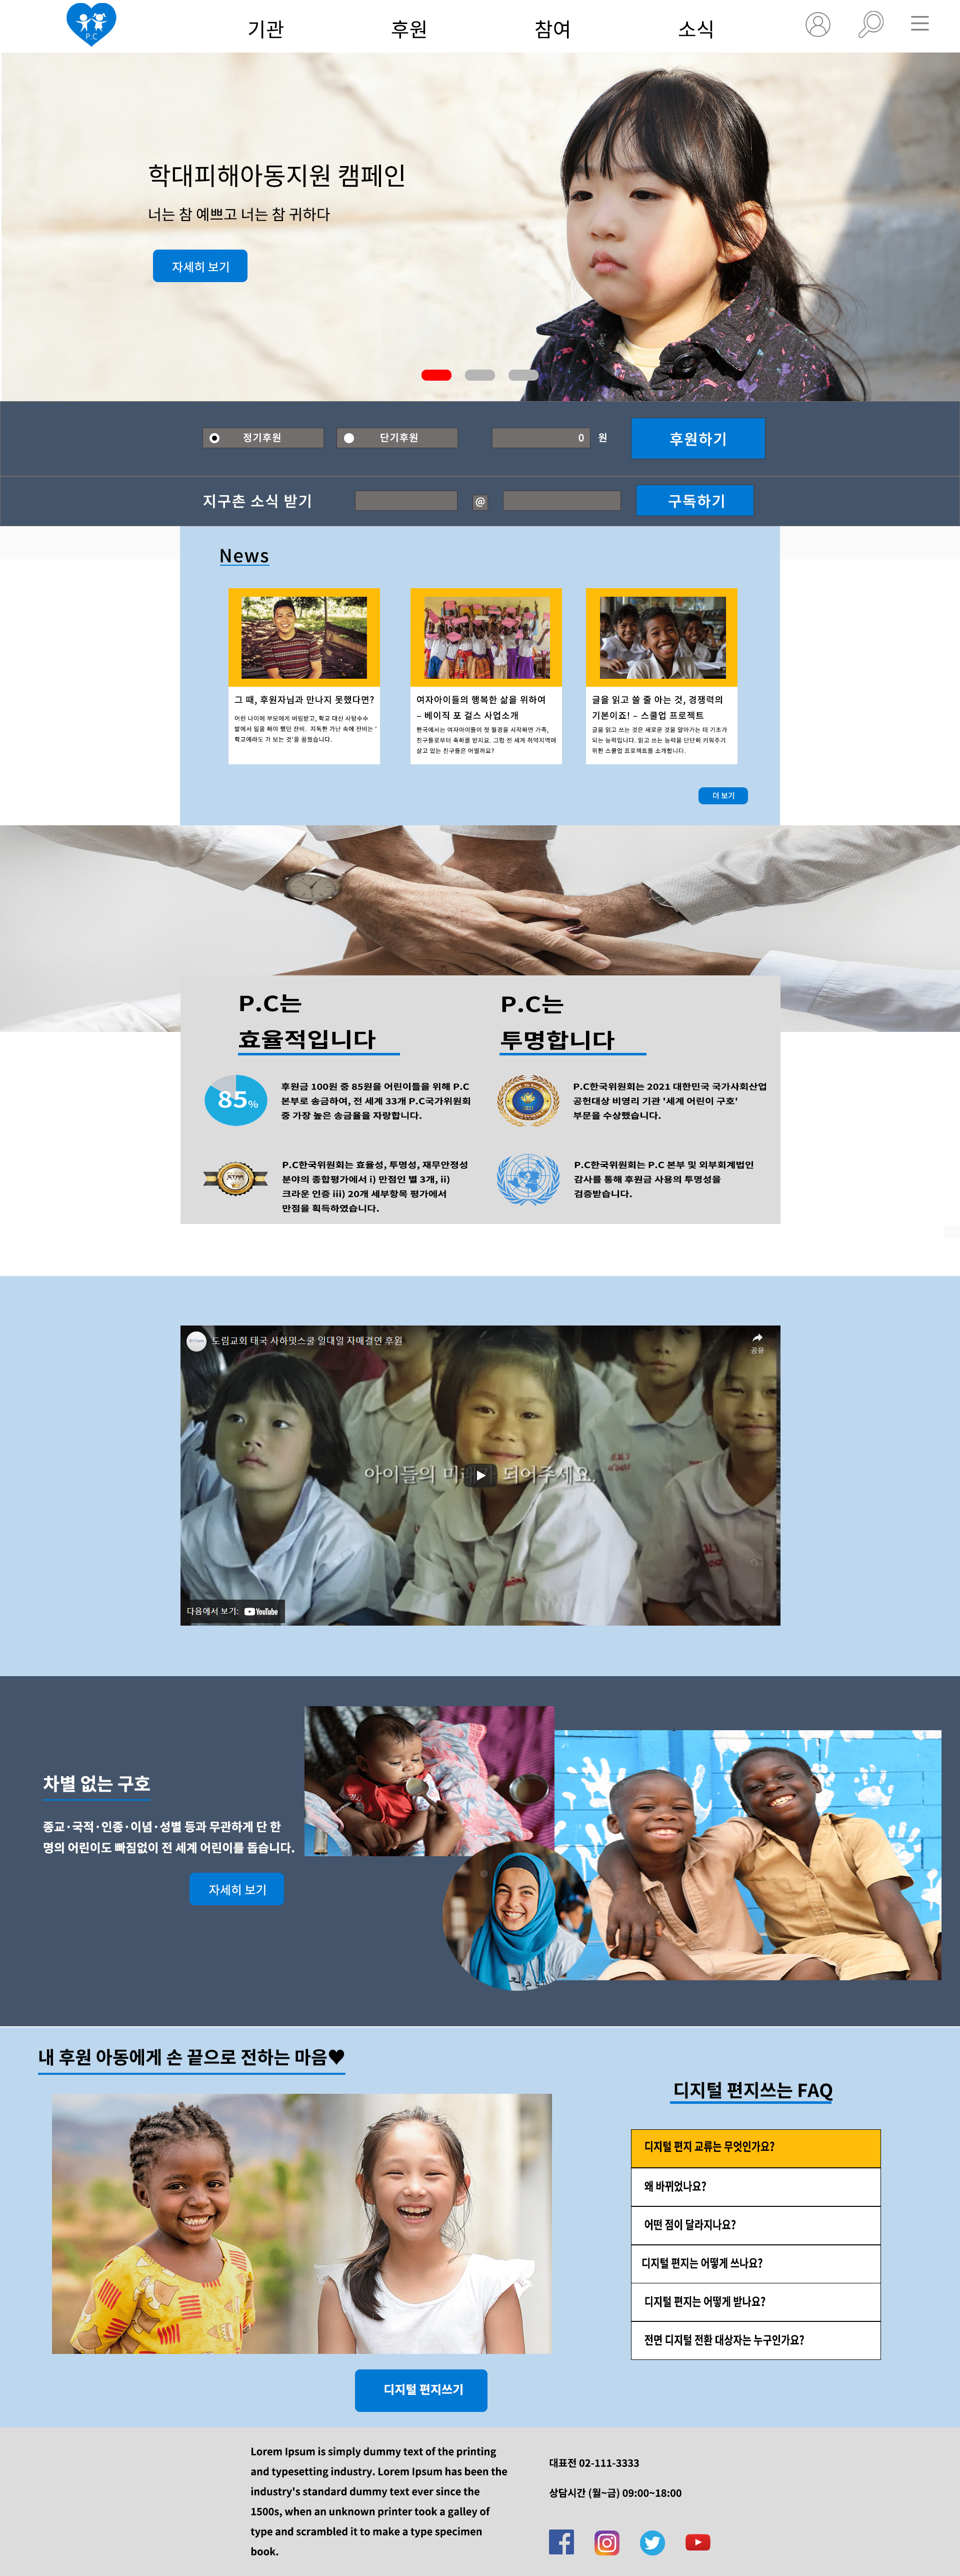 P.C
기관
후원
참여
소식
학대피해아동지원 캠페인
너는 참 예쁘고 너는 참 귀하다
자세히 보기
정기후원
단기후원
0
원
후원하기
지구촌 소식 받기
@
구독하기
News
그 때, 후원자님과 만나지 못했다면?
어린 나이에 부모에게 버림받고, 학교 대신 사탕수수
밭에서 일을 해야 했던 잔비. 지독한 가난 속에 잔비는 '
학교에라도 가 보는 것'을 꿈꿨습니다.
여자아이들의 행복한 삶을 위하여
– 베이직 포 걸스 사업소개
한국에서는 여자아이들이 첫 월경을 시작하면 가족,
친구들로부터 축하를 받지요. 그럼 전 세계 취약지역에
살고 있는 친구들은 어떨까요?
글을 읽고 쓸 줄 아는 것, 경쟁력의
기본이죠! – 스쿨업 프로젝트
글을 읽고 쓰는 것은 새로운 것을 알아가는 데 기초가
되는 능력입니다. 읽고 쓰는 능력을 단단히 키워주기
위한 스쿨업 프로젝트를 소개합니다.
더 보기
P.C는
효율적입니다
P.C는
투명합니다
85%
후원금 100원 중 85원을 어린이들을 위해 P.C
본부로 송금하여, 전 세계 33개 P.C국가위원회
중 가장 높은 송금율을 자랑합니다.
P.C한국위원회는 2021 대한민국 국가사회산업
공헌대상 비영리 기관 '세계 어린이 구호'
부문을 수상했습니다.
P.C한국위원회는 효율성, 투명성, 재무안정성
분야의 종합평가에서 i) 만점인 별 3개, ii)
크라운 인증 iii) 20개 세부항목 평가에서
만점을 획득하였습니다.
P.C한국위원회는 P.C 본부 및 외부회계법인
감사를 통해 후원금 사용의 투명성을
검증받습니다.
도림교회 태국 사하밋스쿨 일대일 자매결연 후원
공유
아이들의 되어주세요.
다음에서 보기: YouTube
차별 없는 구호
종교·국적·인종·이념·성별 등과 무관하게 단 한
명의 어린이도 빠짐없이 전 세계 어린이를 돕습니다.
자세히 보기
내 후원 아동에게 손 끝으로 전하는 마음♥
디지털 편지쓰는 FAQ
디지털 편지 교류는 무엇인가요?
왜 바뀌었나요?
어떤 점이 달라지나요?
디지털 편지는 어떻게 쓰나요?
디지털 편지는 어떻게 받나요?
전면 디지털 전환 대상자는 누구인가요?
디지털 편지쓰기
Lorem Ipsum is simply dummy text of the printing
and typesetting industry. Lorem Ipsum has been the
industry's standard dummy text ever since the
1500s, when an unknown printer took a galley of
type and scrambled it to make a type specimen
book.
대표전 02-111-3333
상담시간 (월~금) 09:00~18:00